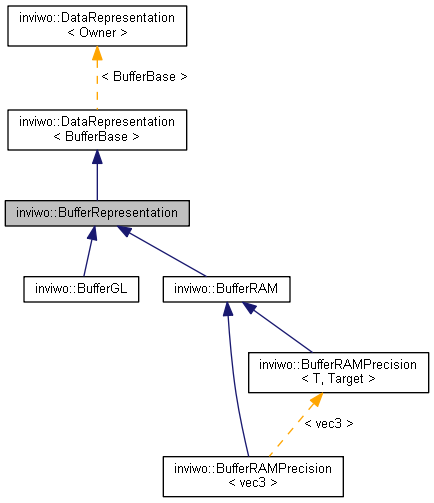 inviwo::DataRepresentation
< Owner >
< BufferBase >
inviwo::DataRepresentation
< BufferBase >
inviwo::BufferRepresentation
inviwo::BufferGL
inviwo::BufferRAM
inviwo::BufferRAMPrecision
< T, Target >
< vec3 >
inviwo::BufferRAMPrecision
< vec3 >